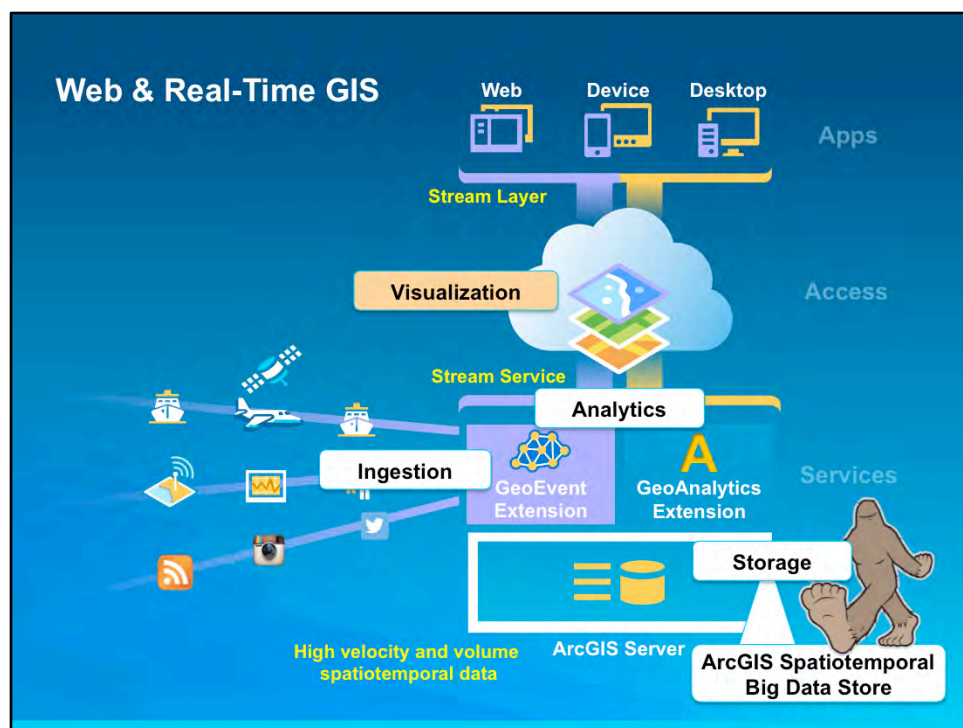 Web & Real-Time GIS
Web
Device
Desktop
Apps
Stream Layer
Visualization
Access
Stream Service
Analytics
Ingestion
GeoEvent
Extension
A
GeoAnalytics
Extension
Services
Storage
ArcGIS Server
High velocity and volume
spatiotemporal data
ArcGIS Spatiotemporal
Big Data Store